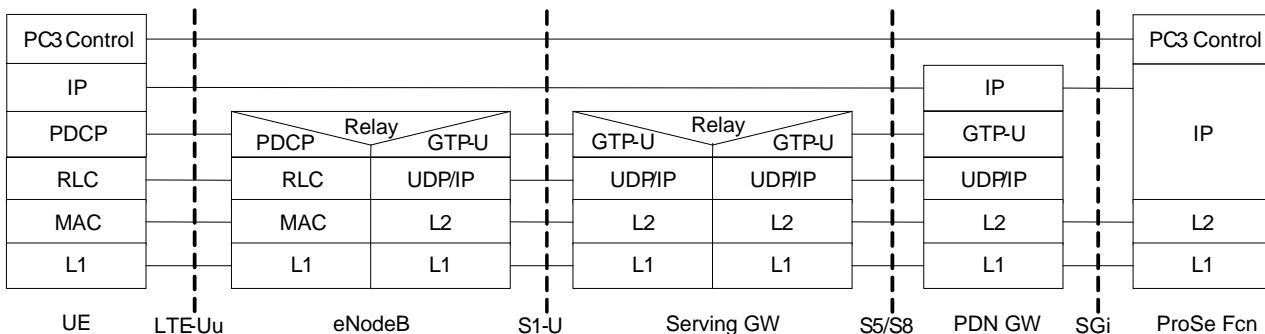 PC3 Control PC3 Control
IP IP
PDCP Relay PDCP GTP-U Relay GTP-U GTP-U GTP-U IP
RLC RLC UDP/IP UDP/IP UDP/IP UDP/IP
MAC MAC L2 L2 L2 L2 L2
L1 L1 L1 L1 L1 L1 L1
UE LTE-Uu eNodeB S1-U Serving GW S5/S8 PDN GW SGi ProSe Fcn